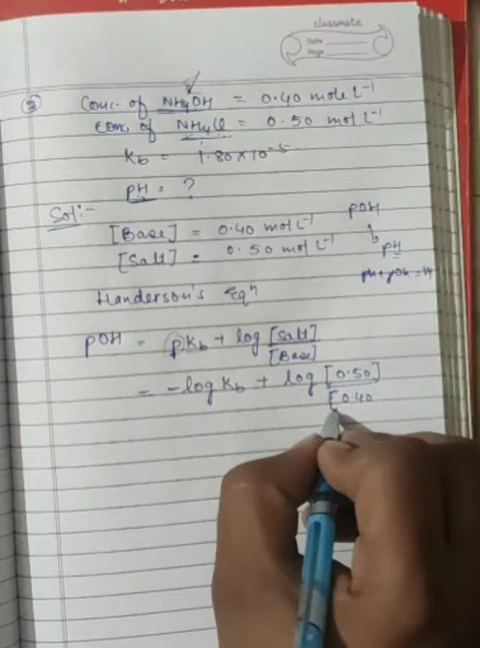 classmate
Date
Page
③ Conc. of NH4OH = 0.40 mole L⁻¹
Conc of NH4Cl = 0.50 mol L⁻¹
Kb = 1.80×10⁻⁵
pH = ?
Sol:-
[Base] = 0.40 mol L⁻¹
pOH
[Salt] = 0.50 mol L⁻¹
pH
pH + pOH = 14
Handerson's Eqⁿ
pOH = pKb + log [Salt]
[Base]
= -log Kb + log [0.50]
[0.40